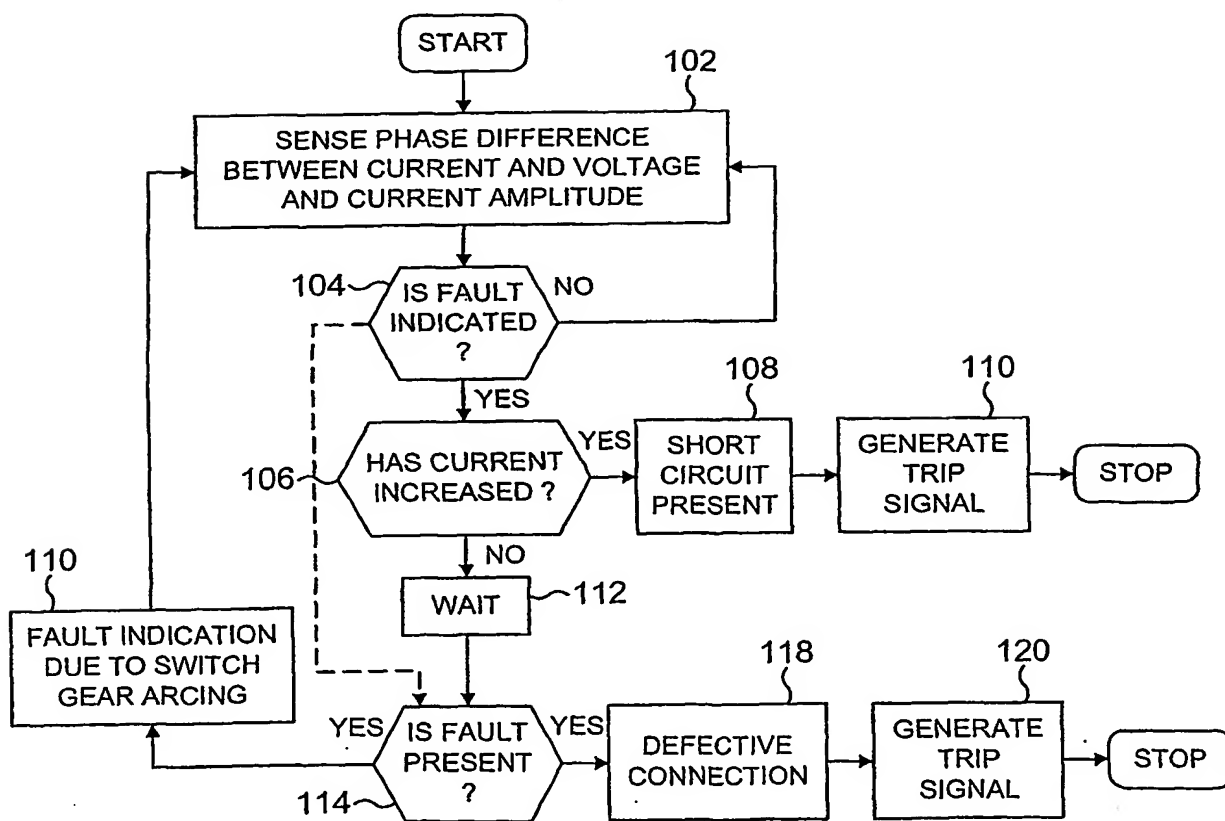 START
102
SENSE PHASE DIFFERENCE
BETWEEN CURRENT AND VOLTAGE
AND CURRENT AMPLITUDE
104
IS FAULT
INDICATED
?
NO
YES
106
HAS CURRENT
INCREASED ?
YES
108
SHORT
CIRCUIT
PRESENT
110
GENERATE
TRIP
SIGNAL
STOP
NO
WAIT
112
110
FAULT INDICATION
DUE TO SWITCH
GEAR ARCING
YES
IS FAULT
PRESENT
?
114
YES
118
DEFECTIVE
CONNECTION
120
GENERATE
TRIP
SIGNAL
STOP